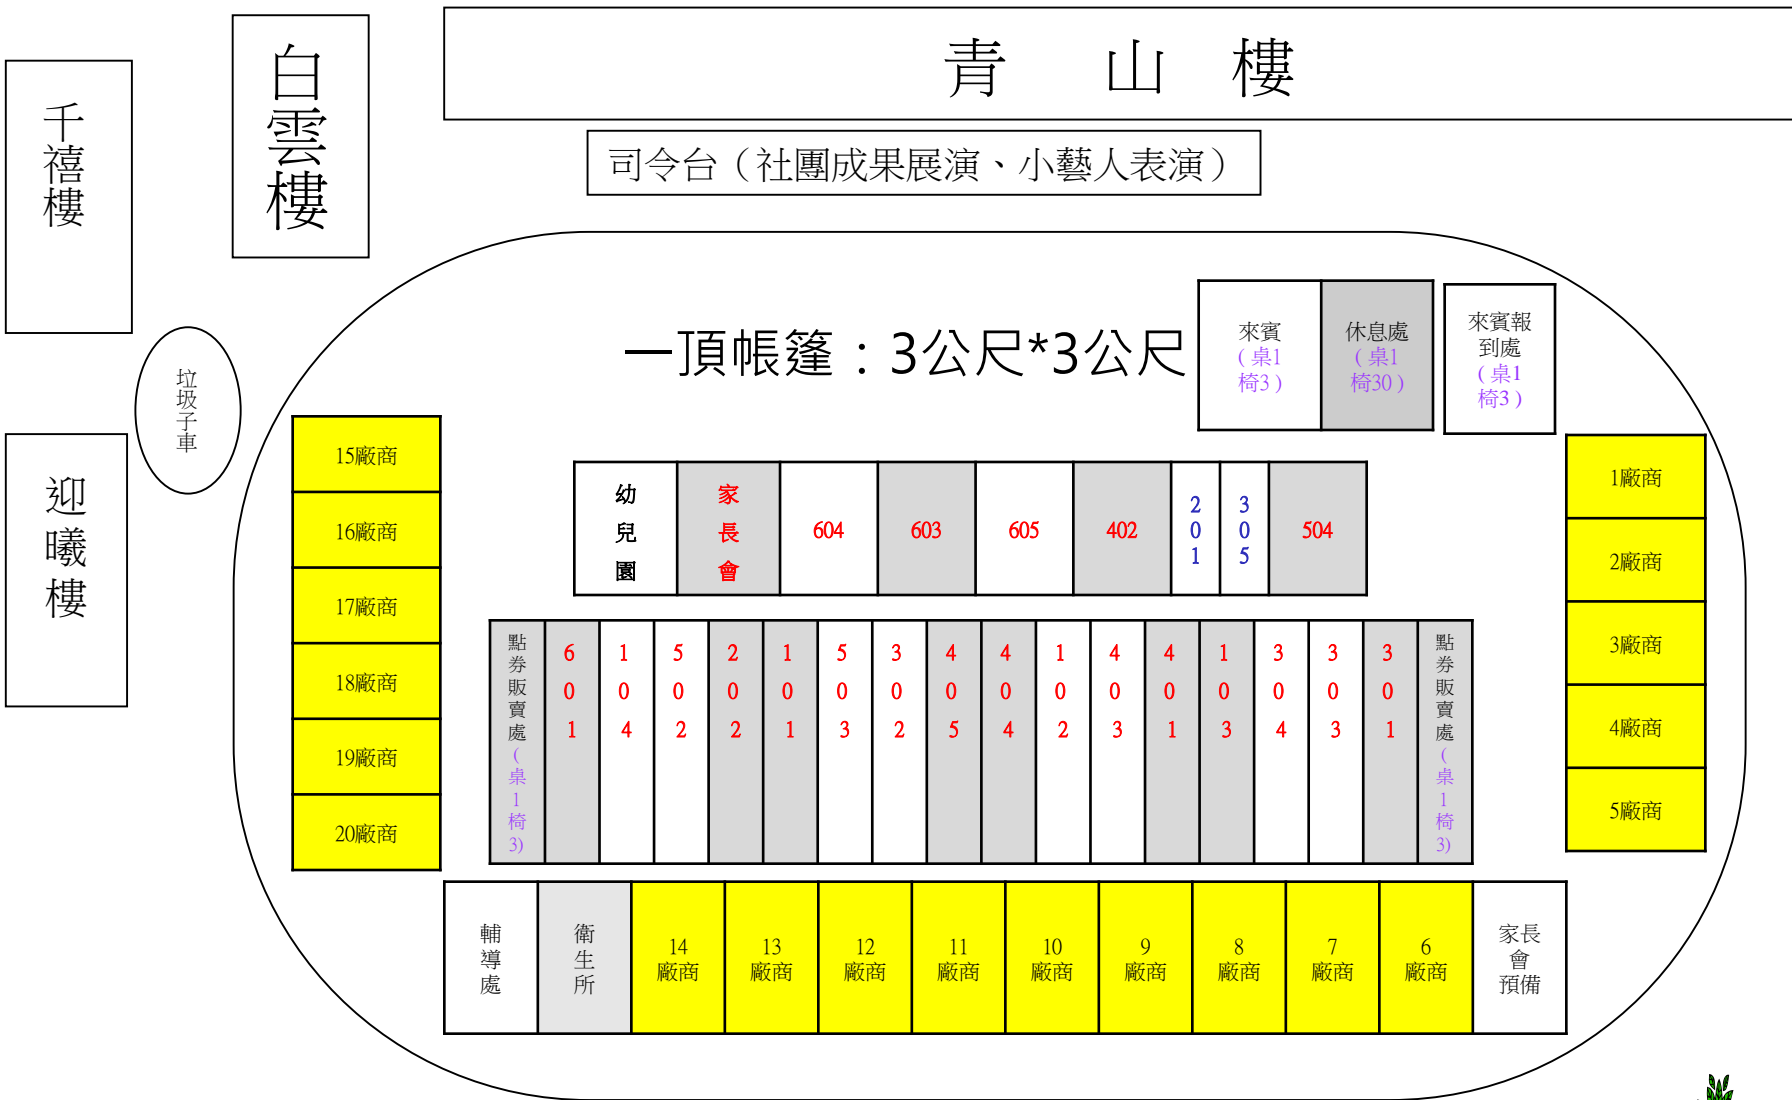 青山樓
白雲樓
千禧樓
司令台（社團成果展演、小藝人表演）
一頂帳篷：3公尺*3公尺
來賓
（桌1
椅3）
休息處
（桌1
椅30）
來賓報
到處
（桌1
椅3）
垃圾子車
迎曦樓
15廠商
16廠商
17廠商
18廠商
19廠商
20廠商
幼兒園
家長會
604
603
605
402
201
305
504
1廠商
2廠商
3廠商
4廠商
5廠商
點券販賣處(桌1椅3)
601
104
502
202
101
503
302
405
404
102
403
401
103
304
303
301
點券販賣處(桌1椅3)
輔導處
衛生所
14
廠商
13
廠商
12
廠商
11
廠商
10
廠商
9
廠商
8
廠商
7
廠商
6
廠商
家長
會
預備